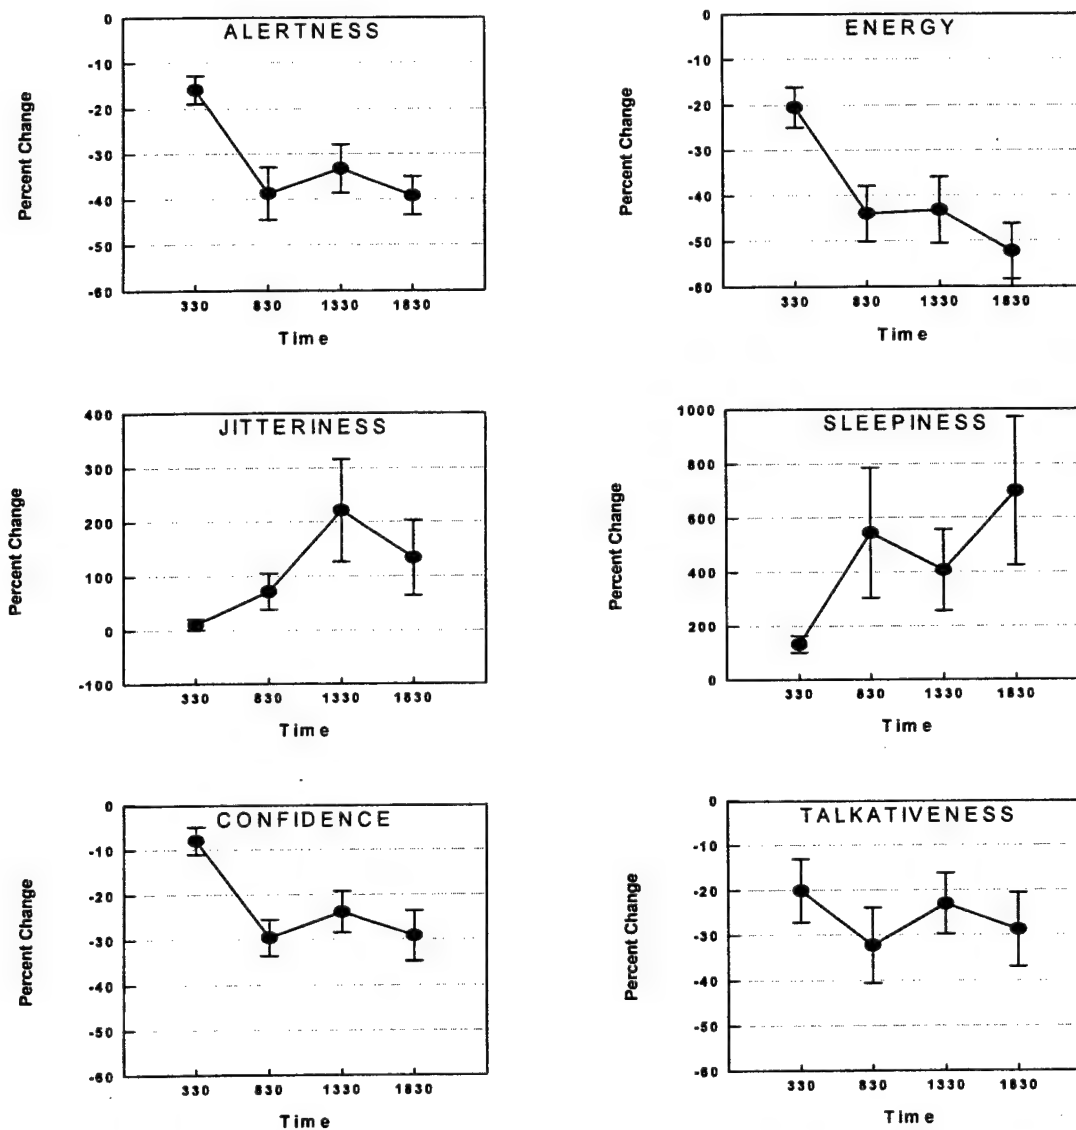 ALERTNESS
Percent Change
0
-10
-20
-30
-40
-50
-60
330 830 1330 1830
Time
ENERGY
Percent Change
0
-10
-20
-30
-40
-50
-60
330 830 1330 1830
Time
JITTERINESS
Percent Change
400
300
200
100
0
-100
330 830 1330 1830
Time
SLEEPINESS
Percent Change
1000
800
600
400
200
0
330 830 1330 1830
Time
CONFIDENCE
Percent Change
0
-10
-20
-30
-40
-50
-60
330 830 1330 1830
Time
TALKATIVENESS
Percent Change
0
-10
-20
-30
-40
-50
-60
330 830 1330 1830
Time